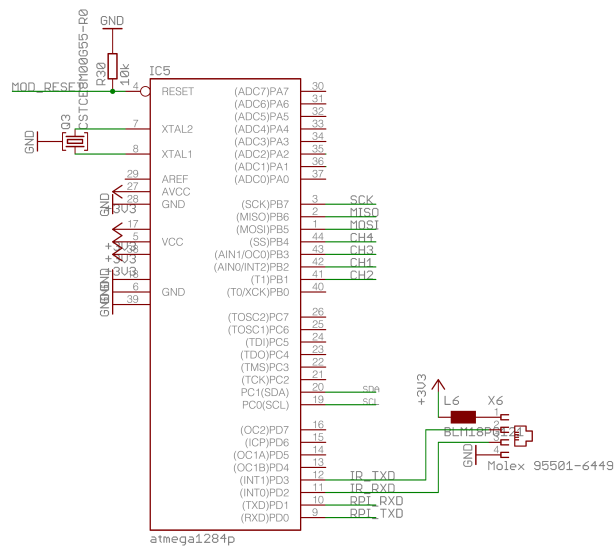 GND
R30
10k
CSTCE8M00G55-R0
IC5
MOD_RESET
4
RESET
(ADC7)PA7
30
(ADC6)PA6
31
(ADC5)PA5
32
Q3
7
XTAL2
(ADC4)PA4
33
GND
(ADC3)PA3
34
8
XTAL1
(ADC2)PA2
35
(ADC1)PA1
36
29
AREF
(ADC0)PA0
37
27
AVCC
GND
28
GND
(SCK)PB7
3
SCK
+3V3
(MISO)PB6
2
MISO
17
(MOSI)PB5
1
MOSI
5
VCC
(SS)PB4
44
CH4
+3V3
38
(AIN1/OC0)PB3
43
CH3
+3V3
(AIN0/INT2)PB2
42
CH1
+3V3
GND
18
(T1)PB1
41
CH2
GND
6
GND
(T0/XCK)PB0
40
GND
39
(TOSC2)PC7
26
(TOSC1)PC6
25
(TDI)PC5
24
(TDO)PC4
23
(TMS)PC3
22
(TCK)PC2
21
PC1(SDA)
20
SDA
PC0(SCL)
19
SCL
+3V3
L6
X6
1
(OC2)PD7
16
BLM18PG121
2
(ICP)PD6
15
3
(OC1A)PD5
14
GND
4
(OC1B)PD4
13
Molex 95501-6449
(INT1)PD3
12
IR_TXD
(INT0)PD2
11
IR_RXD
(TXD)PD1
10
RPI_RXD
(RXD)PD0
9
RPI_TXD
atmega1284p